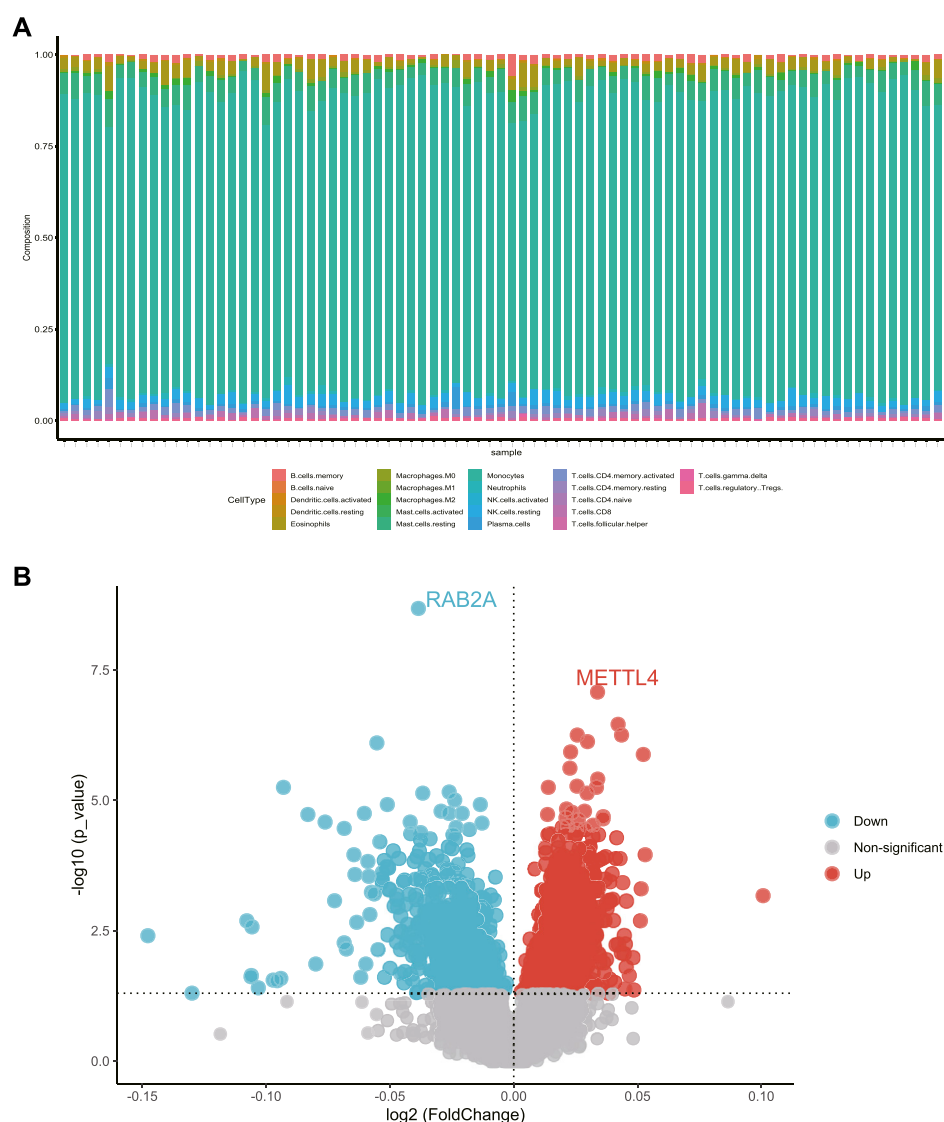 A
1.00
0.75
0.50
0.25
0.00
Composition
sample
CellType
B.cells.memory
B.cells.naive
Dendritic.cells.activated
Dendritic.cells.resting
Eosinophils
Macrophages.M0
Macrophages.M1
Macrophages.M2
Mast.cells.activated
Mast.cells.resting
Monocytes
Neutrophils
NK.cells.activated
NK.cells.resting
Plasma.cells
T.cells.CD4.memory.activated
T.cells.CD4.memory.resting
T.cells.CD4.naive
T.cells.CD8
T.cells.follicular.helper
T.cells.gamma.delta
T.cells.regulatory..Tregs.
B
RAB2A
METTL4
7.5
5.0
2.5
0.0
-log10 (p_value)
-0.15 -0.10 -0.05 0.00 0.05 0.10
log2 (FoldChange)
Down
Non-significant
Up